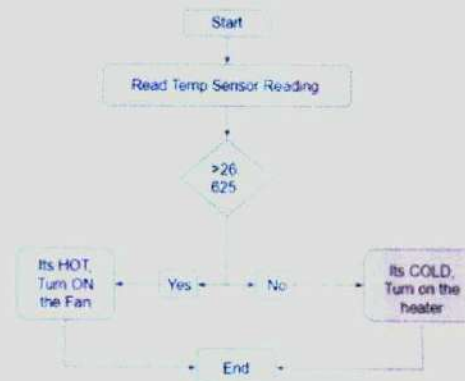 Start
Read Temp Sensor Reading
>26
625
Its HOT,
Turn ON
the Fan
Yes
No
Its COLD,
Turn on the
heater
End